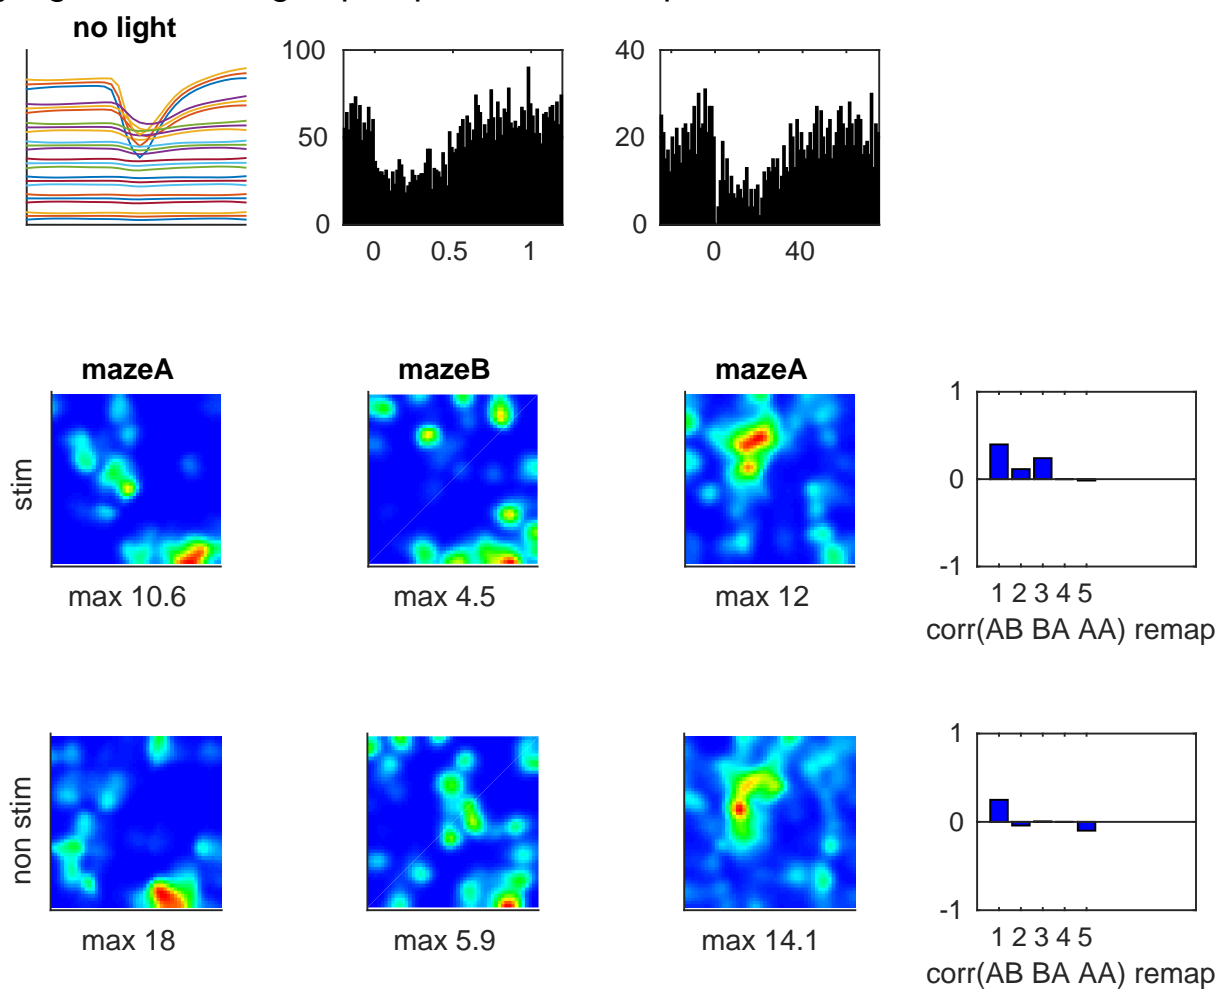 no light
100
50
0
0
0.5
1
40
20
0
0
40
mazeA
mazeB
mazeA
stim
max 10.6
max 4.5
max 12
1
0
-1
1 2 3 4 5
corr(AB BA AA) remap
non stim
max 18
max 5.9
max 14.1
1
0
-1
1 2 3 4 5
corr(AB BA AA) remap